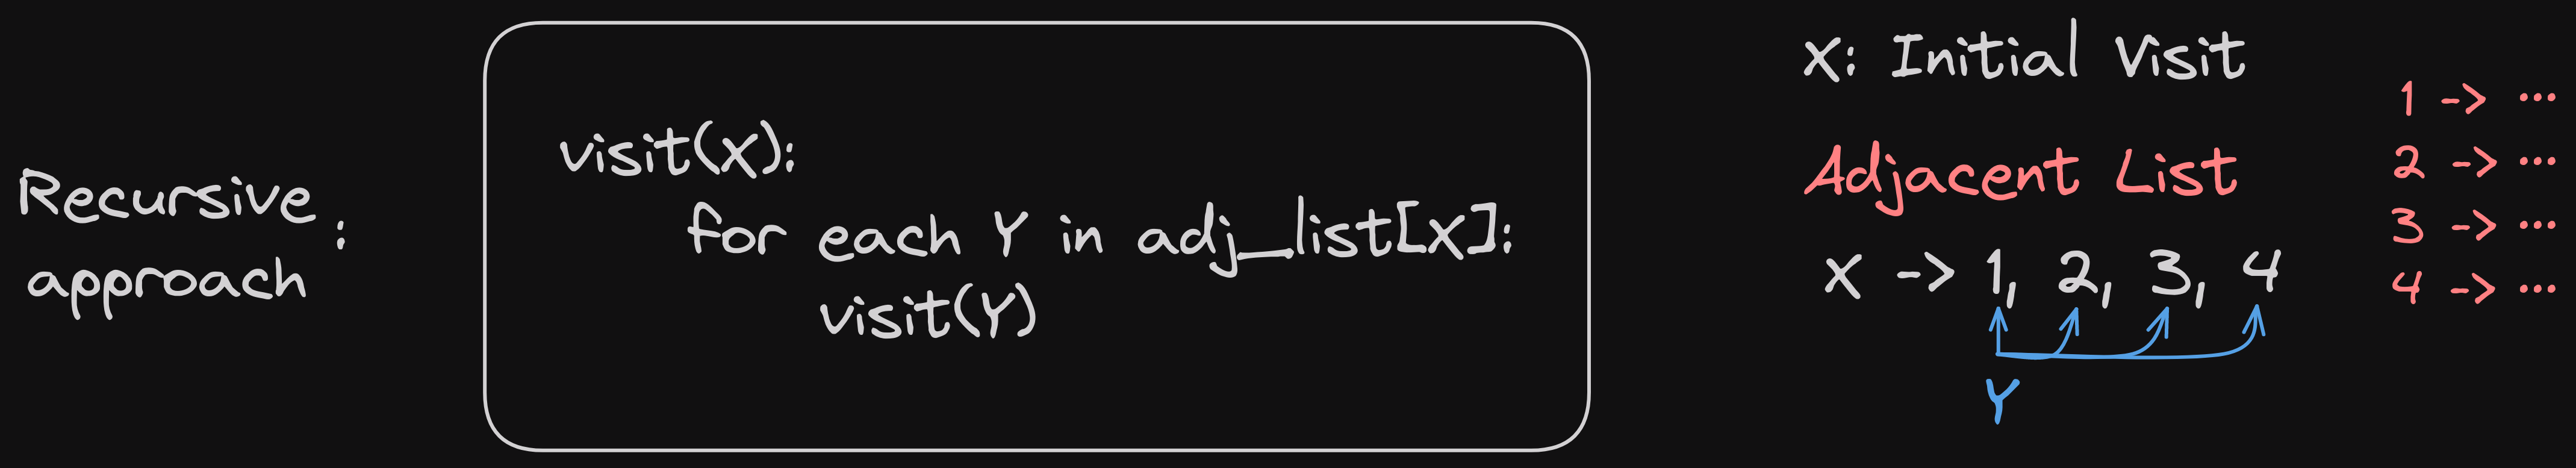 Recursive
approach :
visit(X):
for each Y in adj_list[X]:
visit(Y)
X: Initial Visit
Adjacent List
X -> 1, 2, 3, 4
Y
1 -> ...
2 -> ...
3 -> ...
4 -> ...